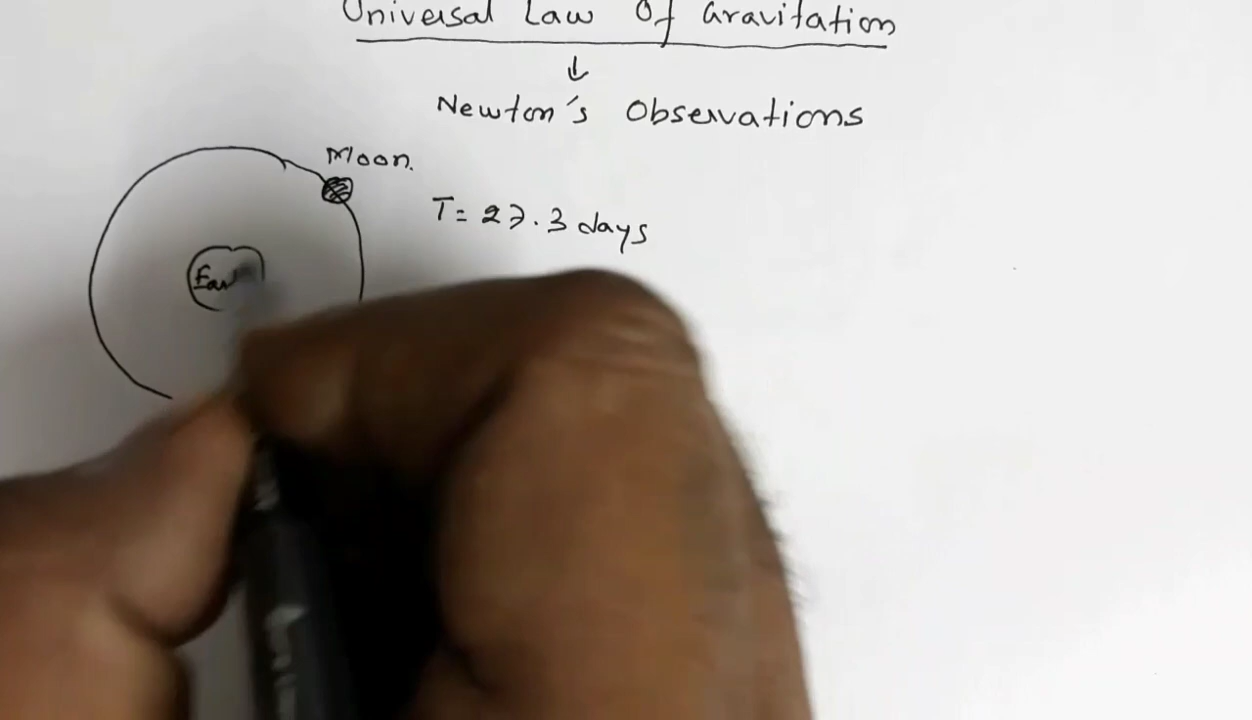 Universal Law Of Gravitation
↓
Newton's Observations
Moon.
T= 27.3 days